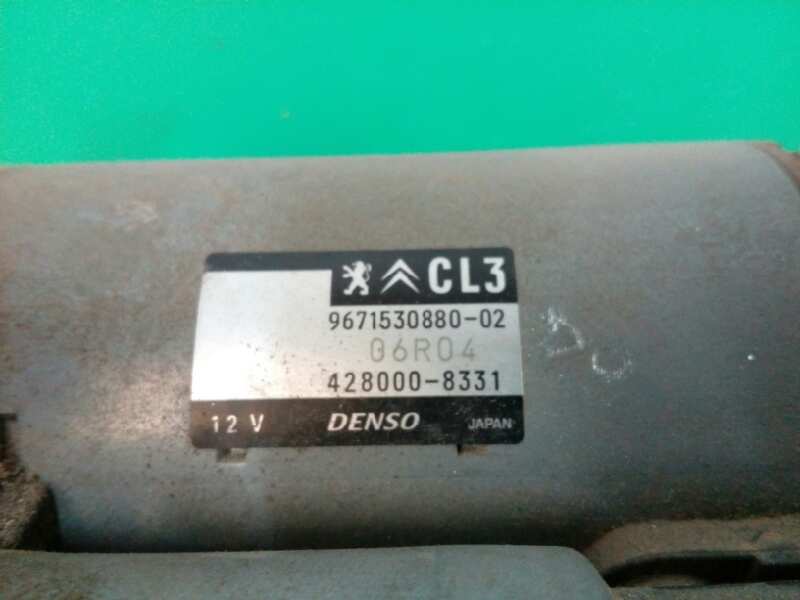 CL3
9671530880-02
06R04
428000-8331
12 V DENSO JAPAN